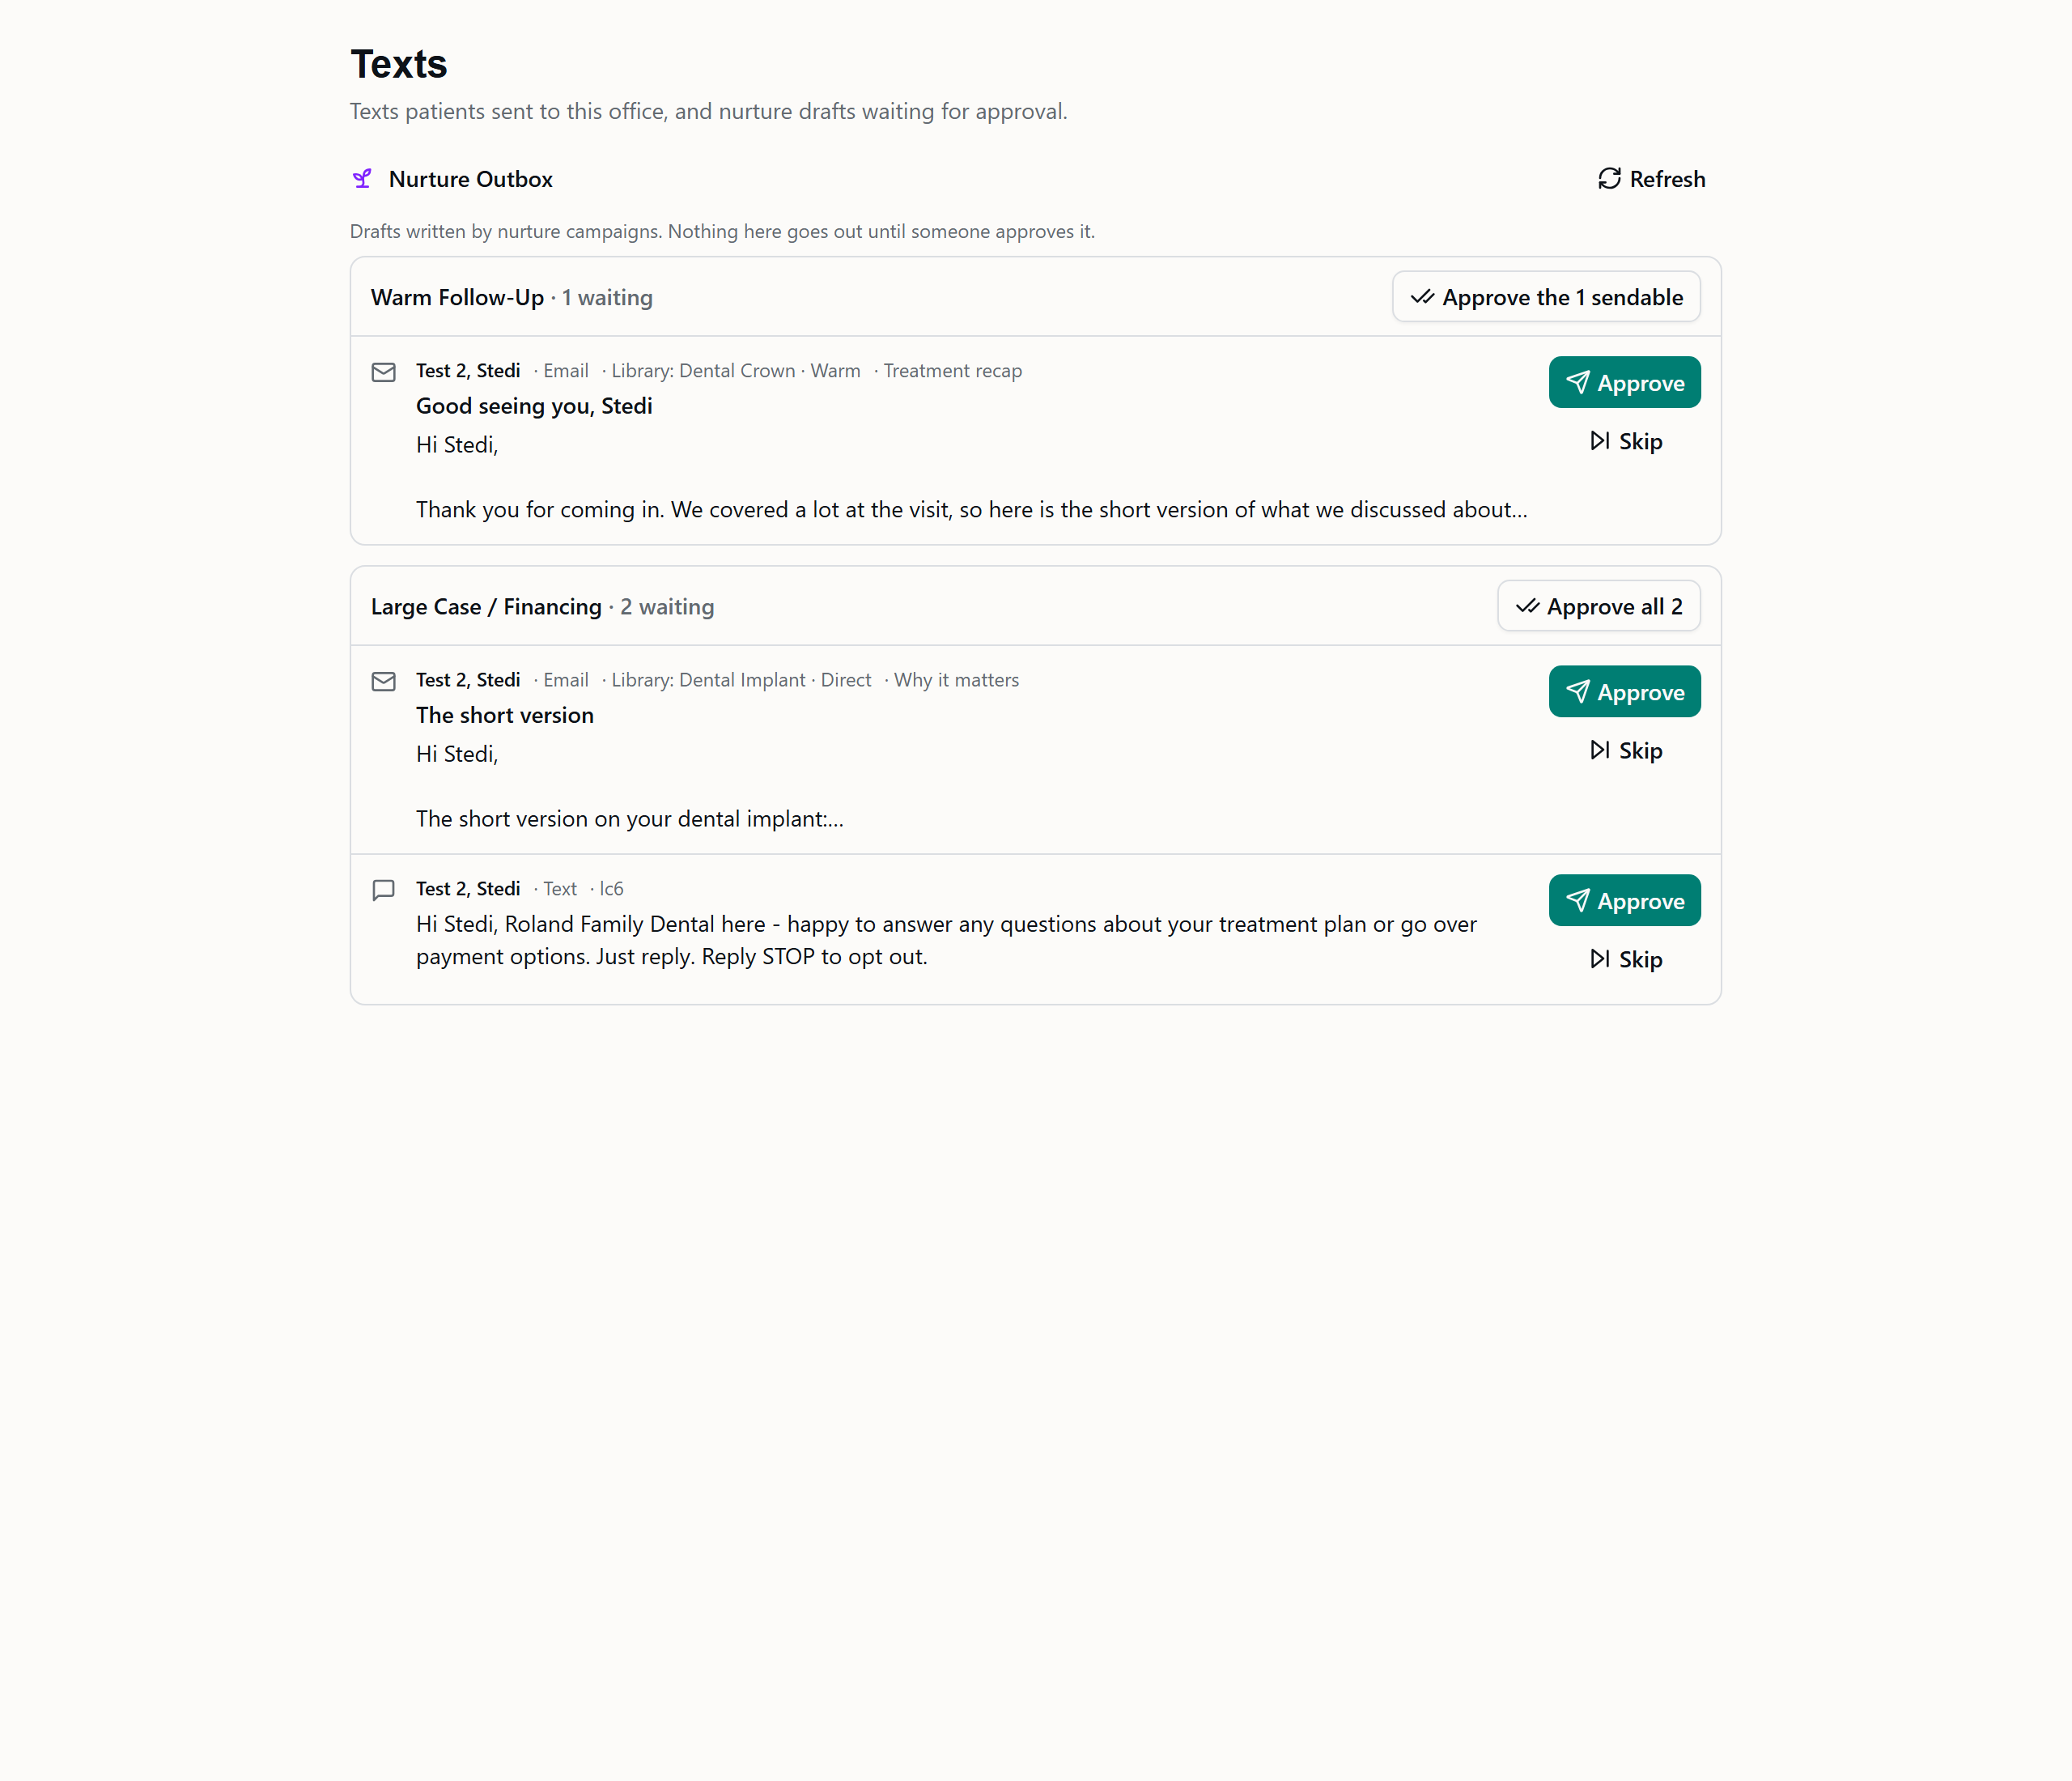 Texts
Texts patients sent to this office, and nurture drafts waiting for approval.
Nurture Outbox
Refresh
Drafts written by nurture campaigns. Nothing here goes out until someone approves it.
Warm Follow-Up · 1 waiting
Approve the 1 sendable
Test 2, Stedi · Email · Library: Dental Crown · Warm · Treatment recap
Approve
Good seeing you, Stedi
Hi Stedi,
Skip
Thank you for coming in. We covered a lot at the visit, so here is the short version of what we discussed about...
Large Case / Financing · 2 waiting
Approve all 2
Test 2, Stedi · Email · Library: Dental Implant · Direct · Why it matters
Approve
The short version
Hi Stedi,
Skip
The short version on your dental implant:...
Test 2, Stedi · Text · lc6
Approve
Hi Stedi, Roland Family Dental here - happy to answer any questions about your treatment plan or go over
payment options. Just reply. Reply STOP to opt out.
Skip